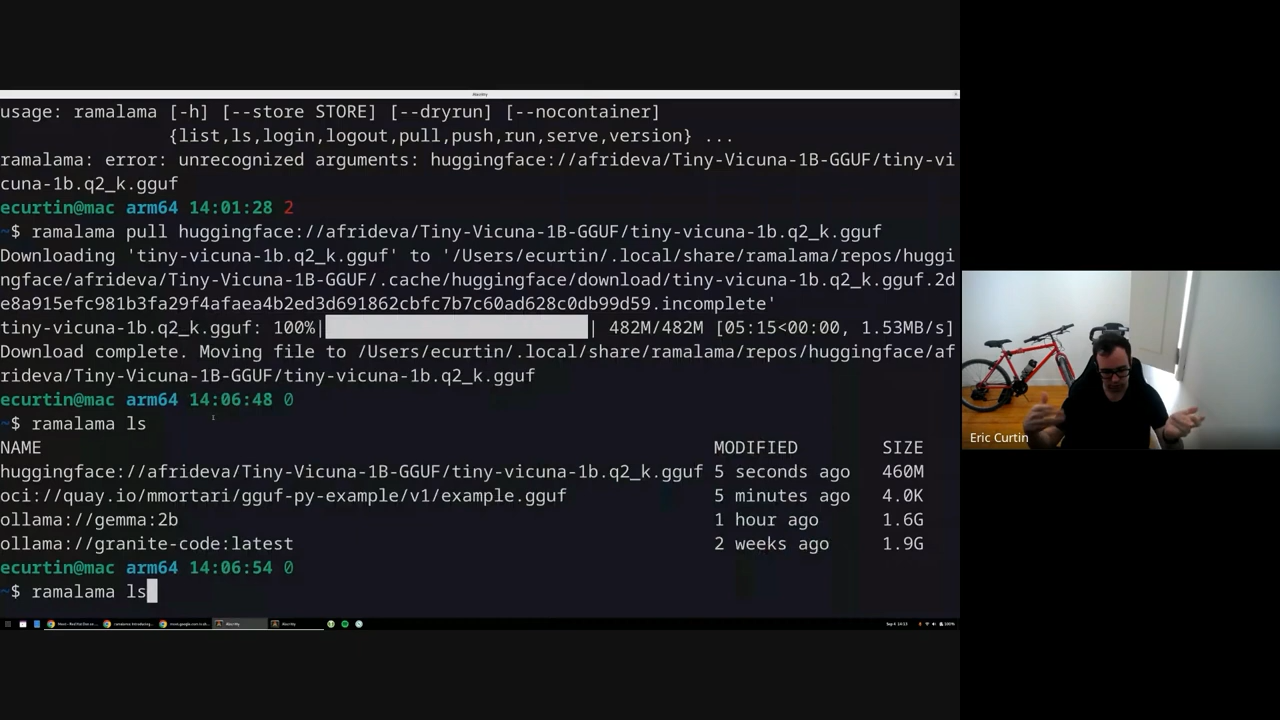 usage: ramalama [-h] [--store STORE] [--dryrun] [--nocontainer]
{list,ls,login,logout,pull,push,run,serve,version} ...
ramalama: error: unrecognized arguments: huggingface://afrideva/Tiny-Vicuna-1B-GGUF/tiny-vi
cuna-1b.q2_k.gguf
ecurtin@mac arm64 14:01:28 2
~$ ramalama pull huggingface://afrideva/Tiny-Vicuna-1B-GGUF/tiny-vicuna-1b.q2_k.gguf
Downloading 'tiny-vicuna-1b.q2_k.gguf' to '/Users/ecurtin/.local/share/ramalama/repos/huggi
ngface/afrideva/Tiny-Vicuna-1B-GGUF/.cache/huggingface/download/tiny-vicuna-1b.q2_k.gguf.2d
e8a915efc981b3fa29f4afaea4b2ed3d691862cbfc7b7c60ad628c0db99d59.incomplete'
tiny-vicuna-1b.q2_k.gguf: 100%| | 482M/482M [05:15<00:00, 1.53MB/s]
Download complete. Moving file to /Users/ecurtin/.local/share/ramalama/repos/huggingface/af
rideva/Tiny-Vicuna-1B-GGUF/tiny-vicuna-1b.q2_k.gguf
ecurtin@mac arm64 14:06:48 0
~$ ramalama ls
NAME MODIFIED SIZE
huggingface://afrideva/Tiny-Vicuna-1B-GGUF/tiny-vicuna-1b.q2_k.gguf 5 seconds ago 460M
oci://quay.io/mmortari/gguf-py-example/v1/example.gguf 5 minutes ago 4.0K
ollama://gemma:2b 1 hour ago 1.6G
ollama://granite-code:latest 2 weeks ago 1.9G
ecurtin@mac arm64 14:06:54 0
~$ ramalama ls
Eric Curtin